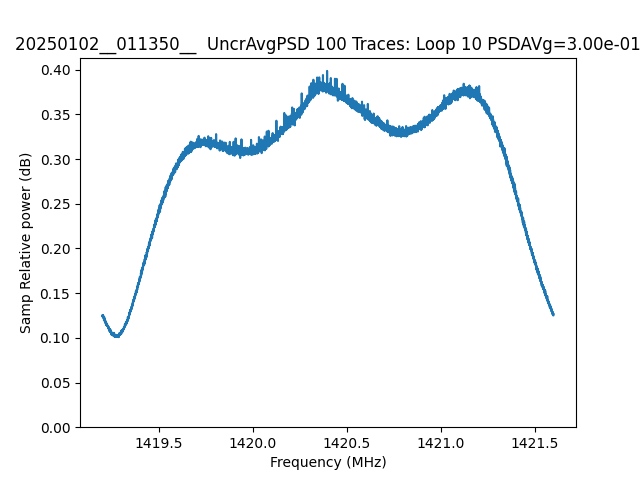 20250102__011350__ UncrAvgPSD 100 Traces: Loop 10 PSDAVg=3.00e-01
0.40
0.35
0.30
0.25
0.20
0.15
0.10
0.05
0.00
Samp Relative power (dB)
1419.5 1420.0 1420.5 1421.0 1421.5
Frequency (MHz)